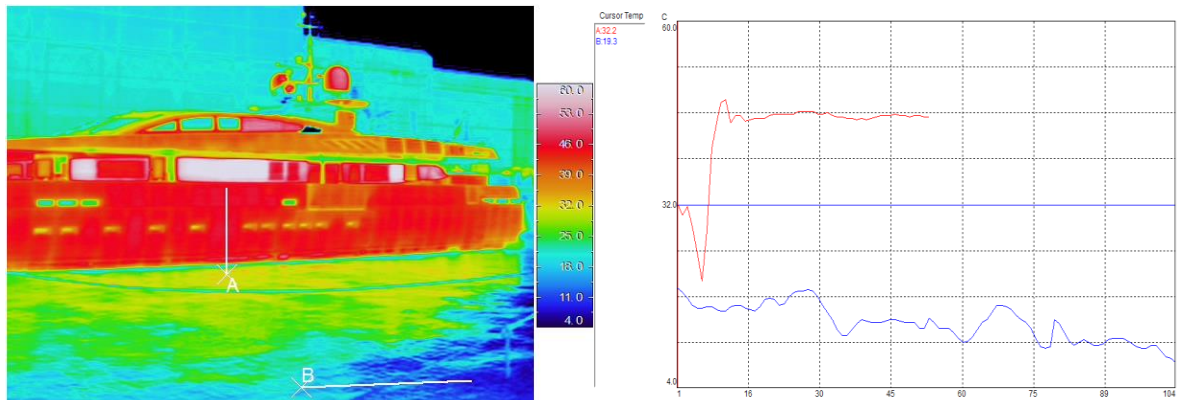 A
B
60. 0
53. 0
46. 0
39. 0
32. 0
25. 0
18. 0
11. 0
4. 0
Cursor Temp
A:32.2
B:19.3
C
60.0
32.0
4.0
1 16 30 45 60 75 89 104